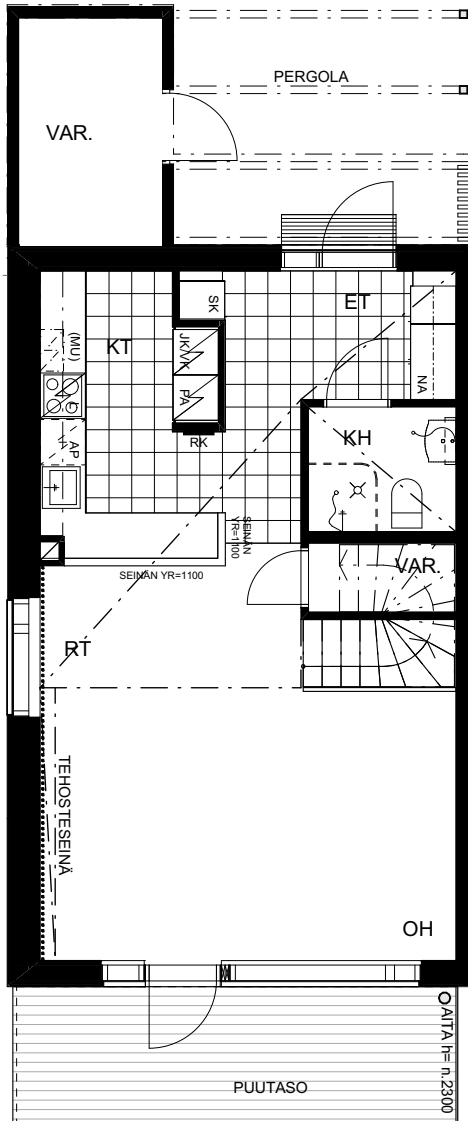 PERGOLA
VAR.
ET
SK
KT
(MU)
JK/VK
NA
PA
KH
RK
AP
SEINÄN
YR=1100
VAR.
SEINÄN YR=1100
RT
TEHOSTESEINÄ
OH
AITA h= n.2300
PUUTASO